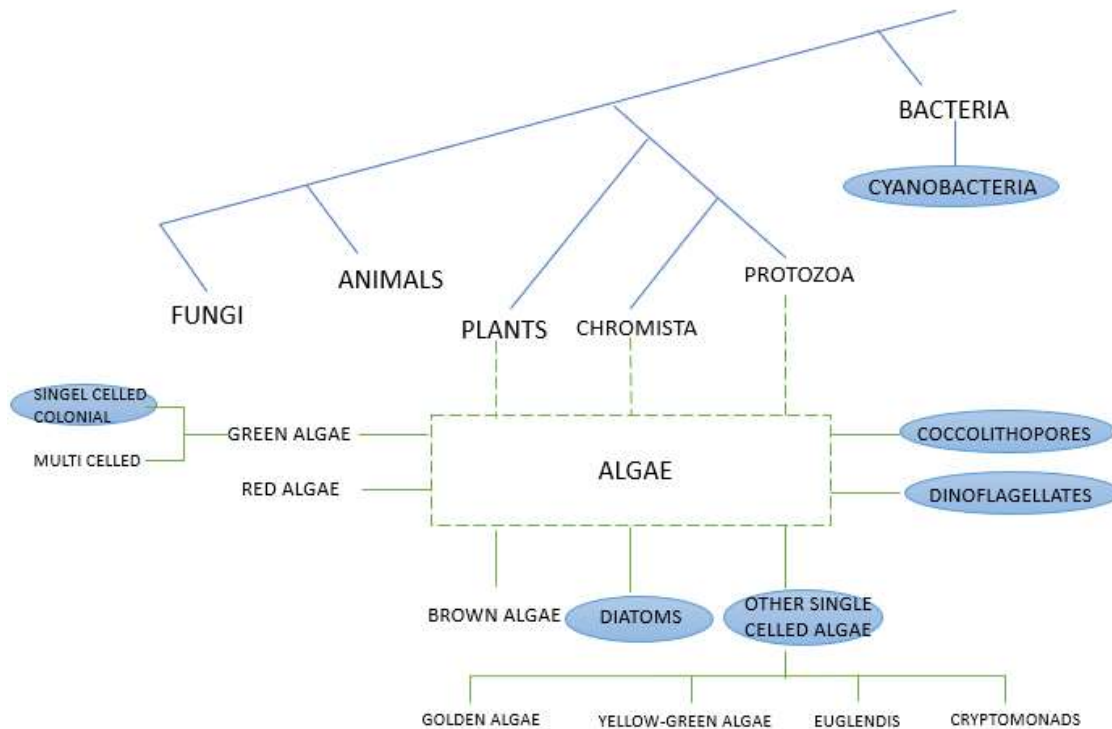 BACTERIA
CYANOBACTERIA
ANIMALS
PROTOZOA
FUNGI
PLANTS
CHROMISTA
SINGEL CELLED
COLONIAL
GREEN ALGAE
MULTI CELLED
RED ALGAE
ALGAE
COCCOLITHOPORES
DINOFLAGELLATES
BROWN ALGAE
DIATOMS
OTHER SINGLE
CELLED ALGAE
GOLDEN ALGAE
YELLOW-GREEN ALGAE
EUGLENDIS
CRYPTOMONADS